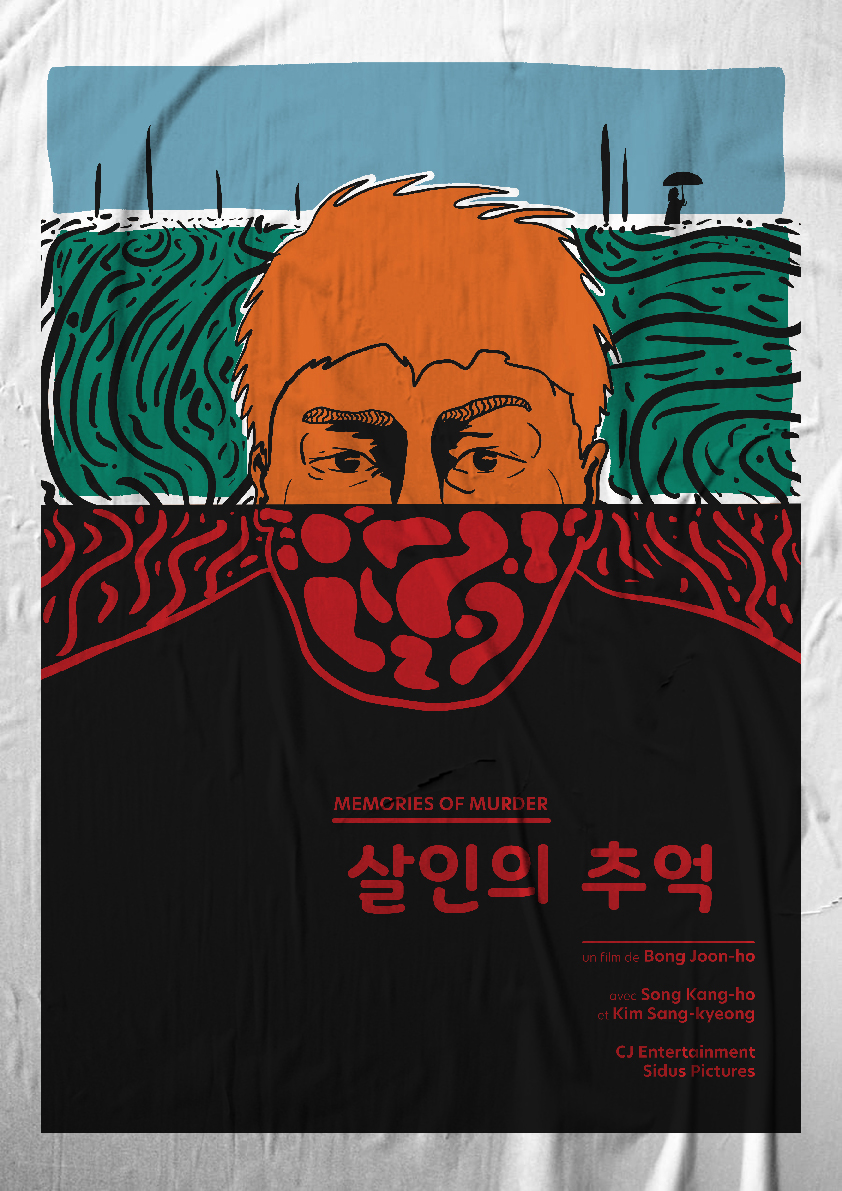 MEMORIES OF MURDER
살인의 추억
un film de Bong Joon-ho
avec Song Kang-ho
et Kim Sang-kyeong
CJ Entertainment
Sidus Pictures